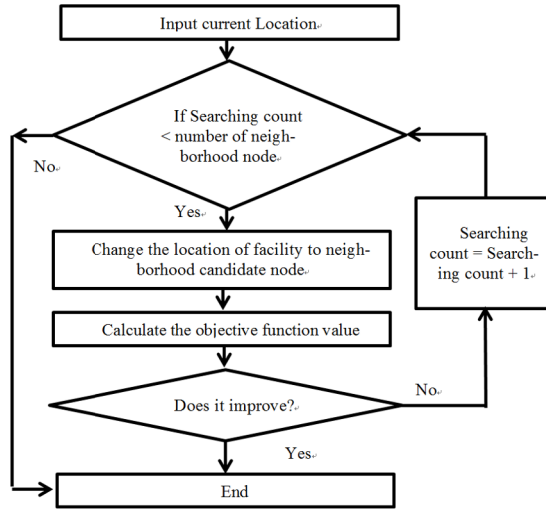 Input current Location
If Searching count
< number of neigh-
borhood node
No
Yes
Change the location of facility to neigh-
borhood candidate node
Searching
count = Search-
ing count + 1
Calculate the objective function value
Does it improve?
No
Yes
End